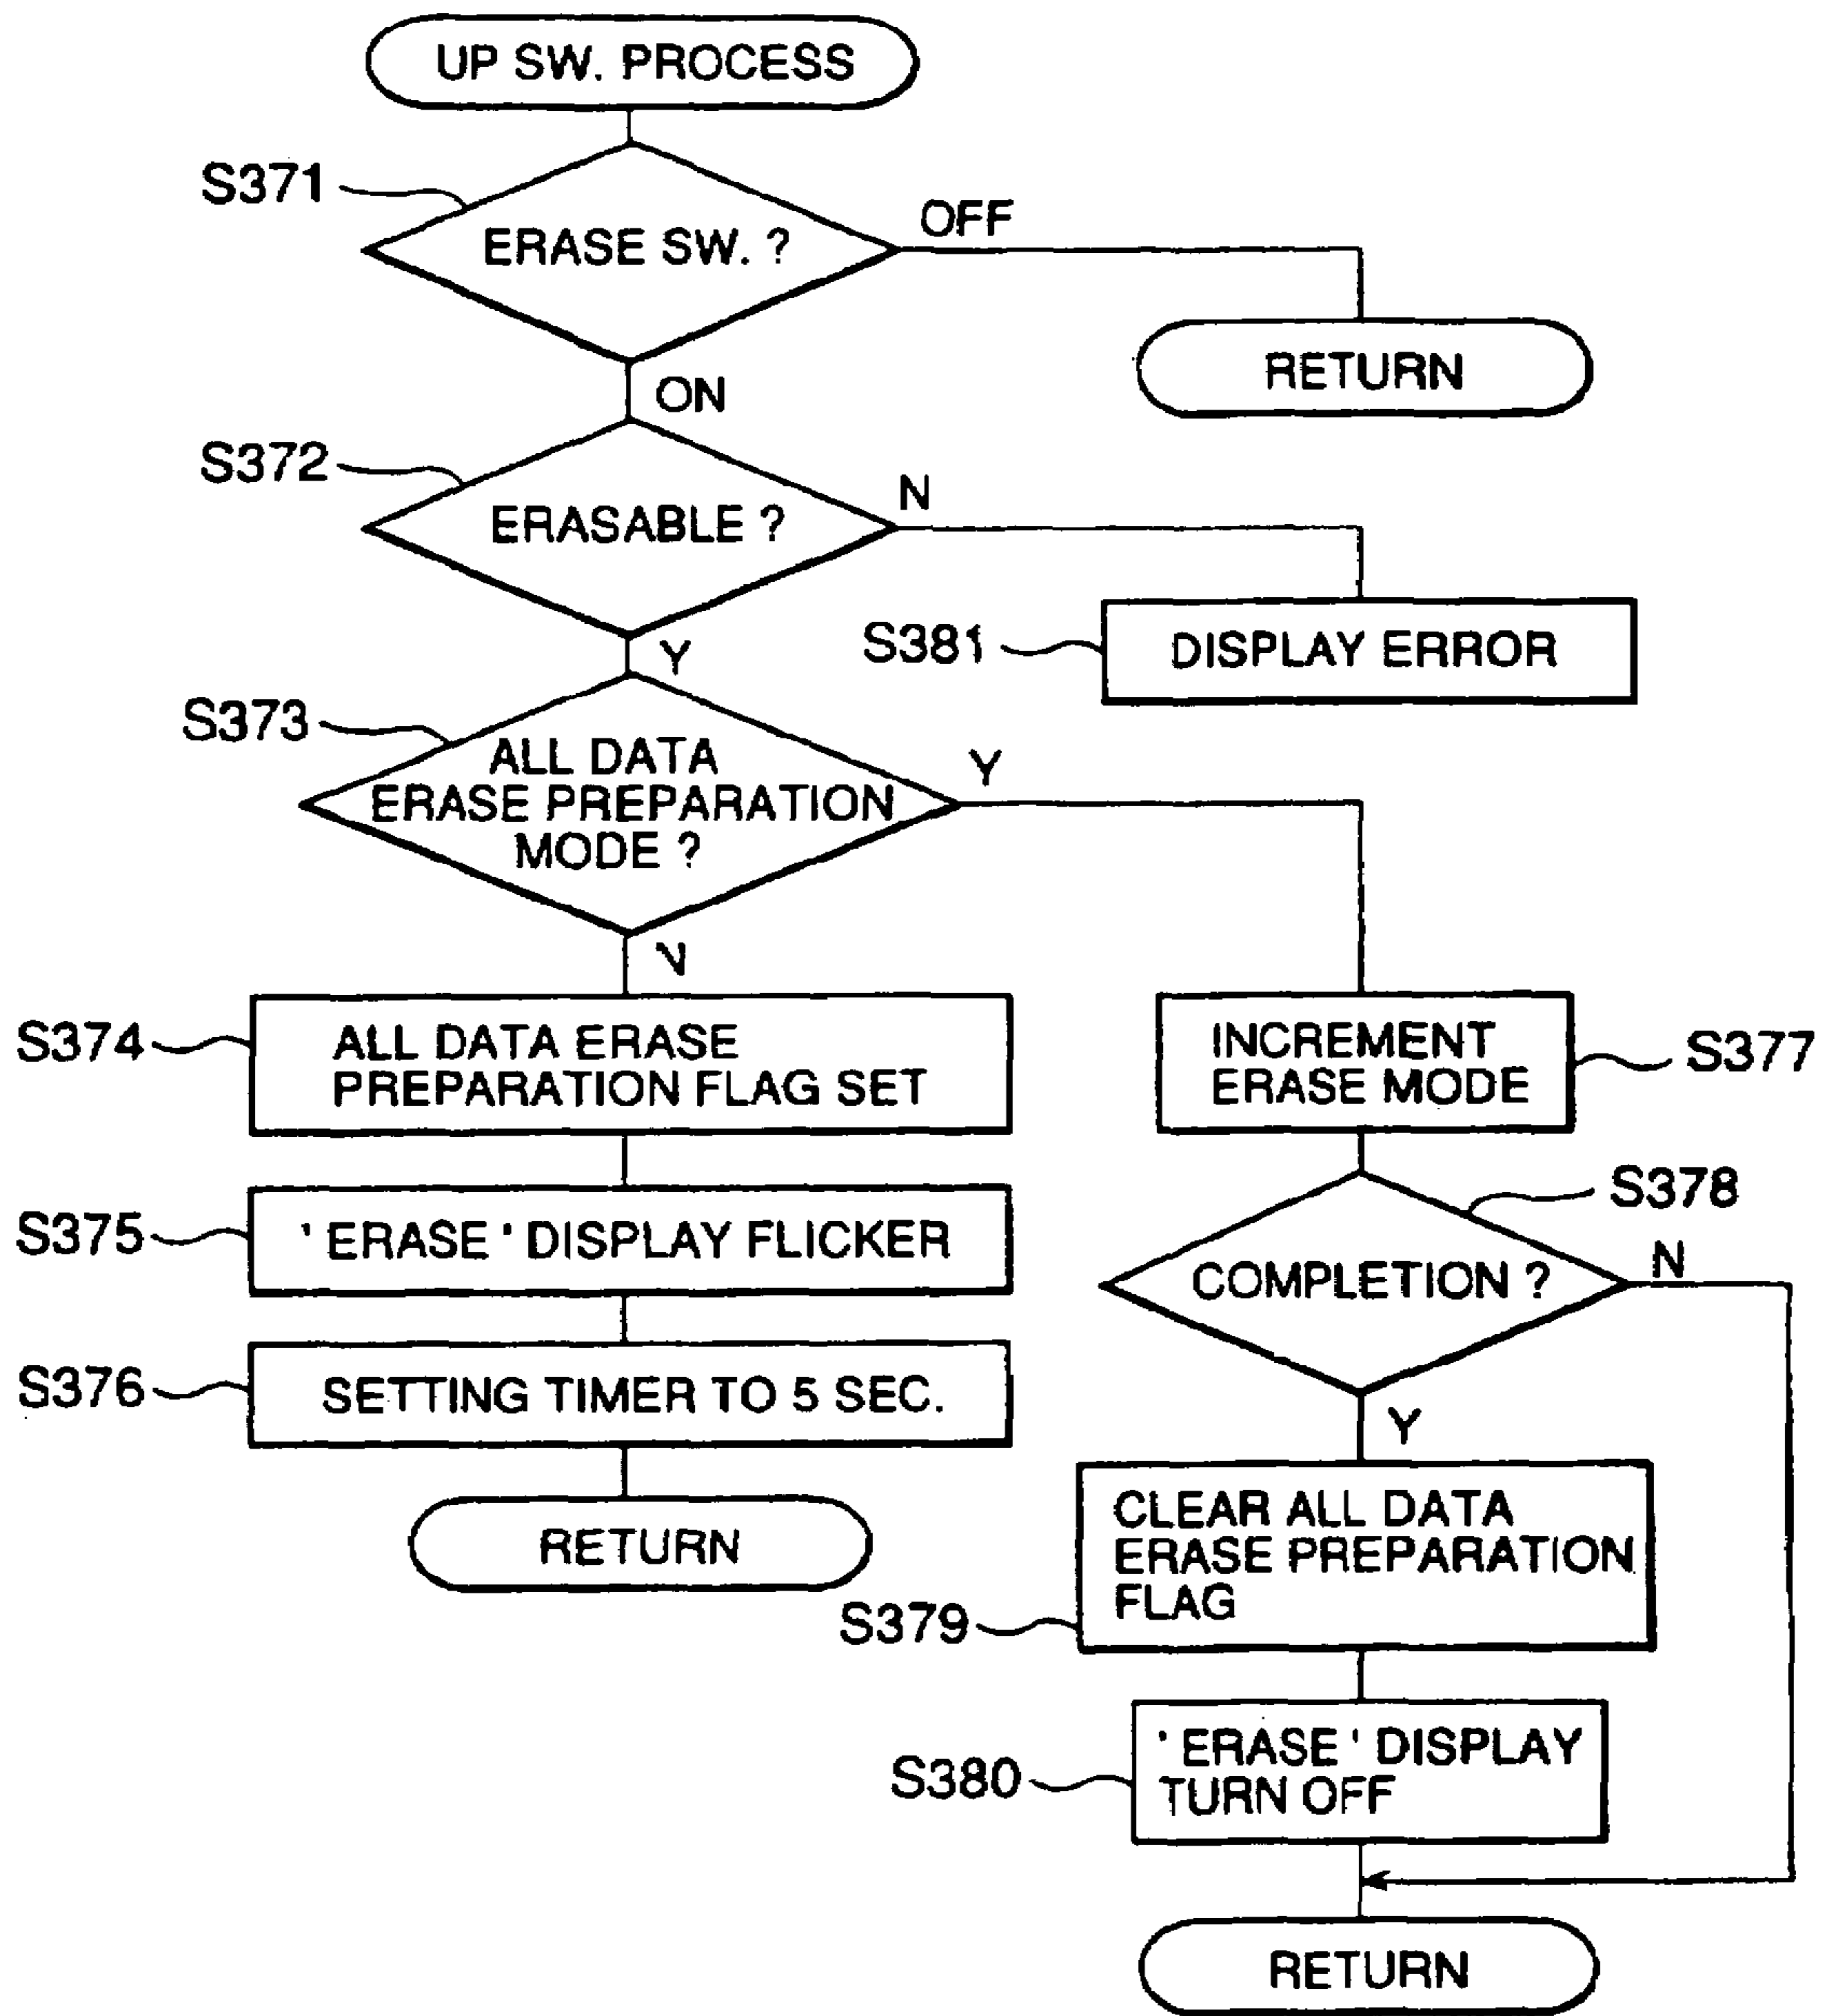 UP SW. PROCESS
S371
ERASE SW. ?
OFF
RETURN
ON
S372
ERASABLE ?
N
S381
DISPLAY ERROR
Y
S373
ALL DATA
ERASE PREPARATION
MODE ?
Y
N
S374
ALL DATA ERASE
PREPARATION FLAG SET
S375
' ERASE ' DISPLAY FLICKER
S376
SETTING TIMER TO 5 SEC.
RETURN
INCREMENT
ERASE MODE
S377
S378
COMPLETION ?
N
Y
CLEAR ALL DATA
ERASE PREPARATION
FLAG
S379
' ERASE ' DISPLAY
TURN OFF
S380
RETURN